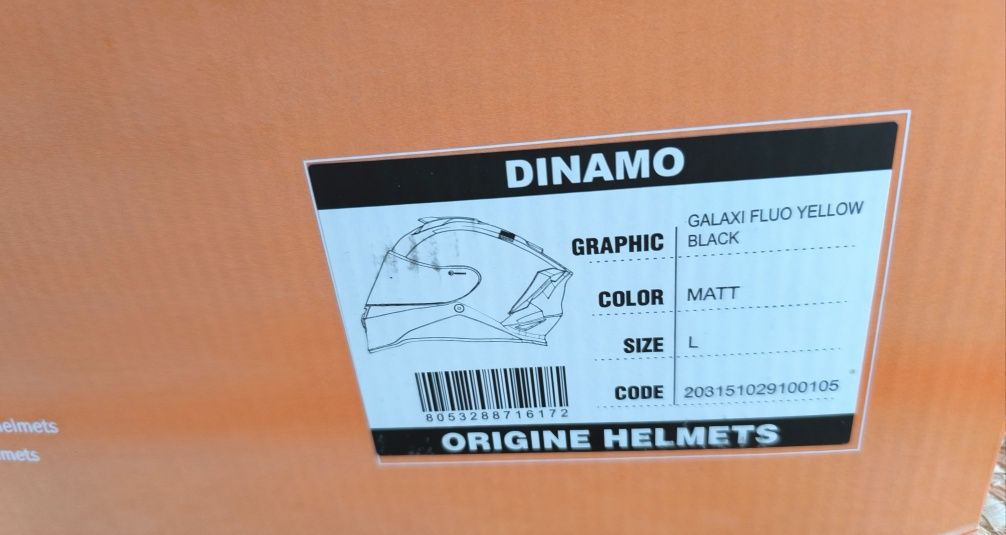 DINAMO
GRAPHIC GALAXI FLUO YELLOW
BLACK
COLOR MATT
SIZE L
CODE 203151029100105
8053288716172
ORIGINE HELMETS